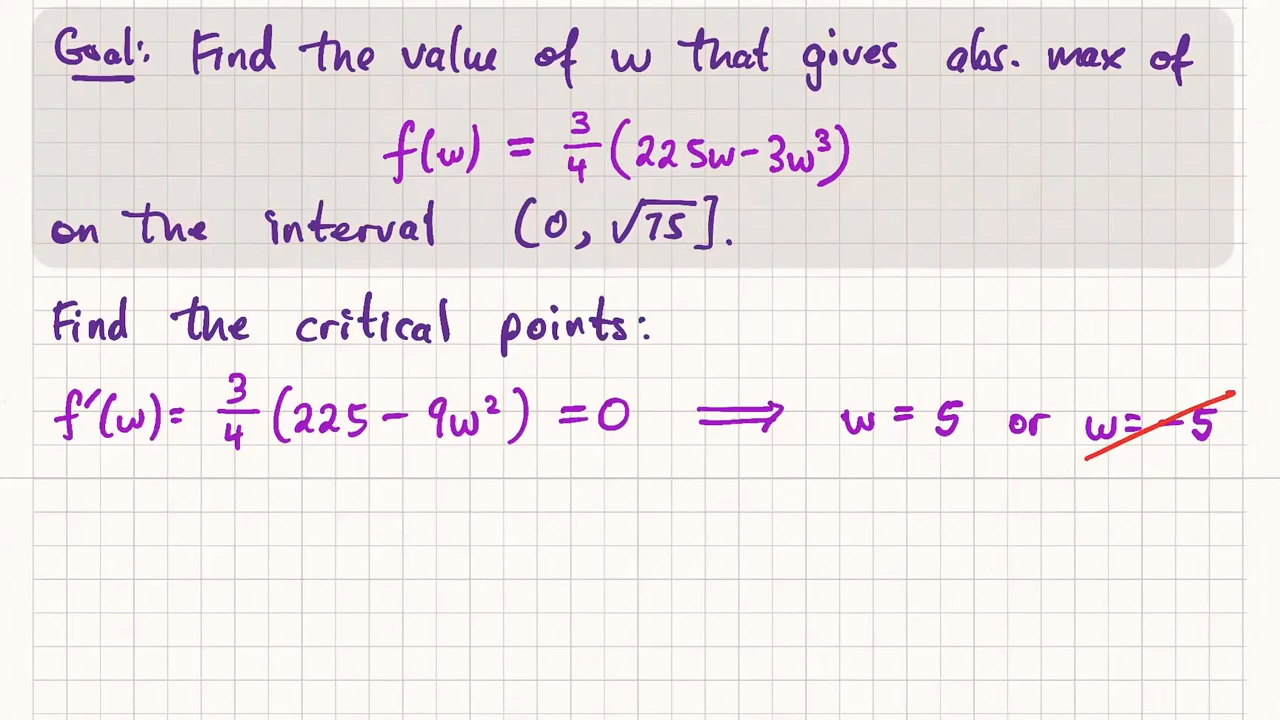 Goal: Find the value of w that gives abs. max of
f(w) = 3/4 (225w - 3w³)
on the interval (0, √75].
Find the critical points:
f'(w) = 3/4 (225 - 9w²) = 0 ⟹ w = 5 or w = -5